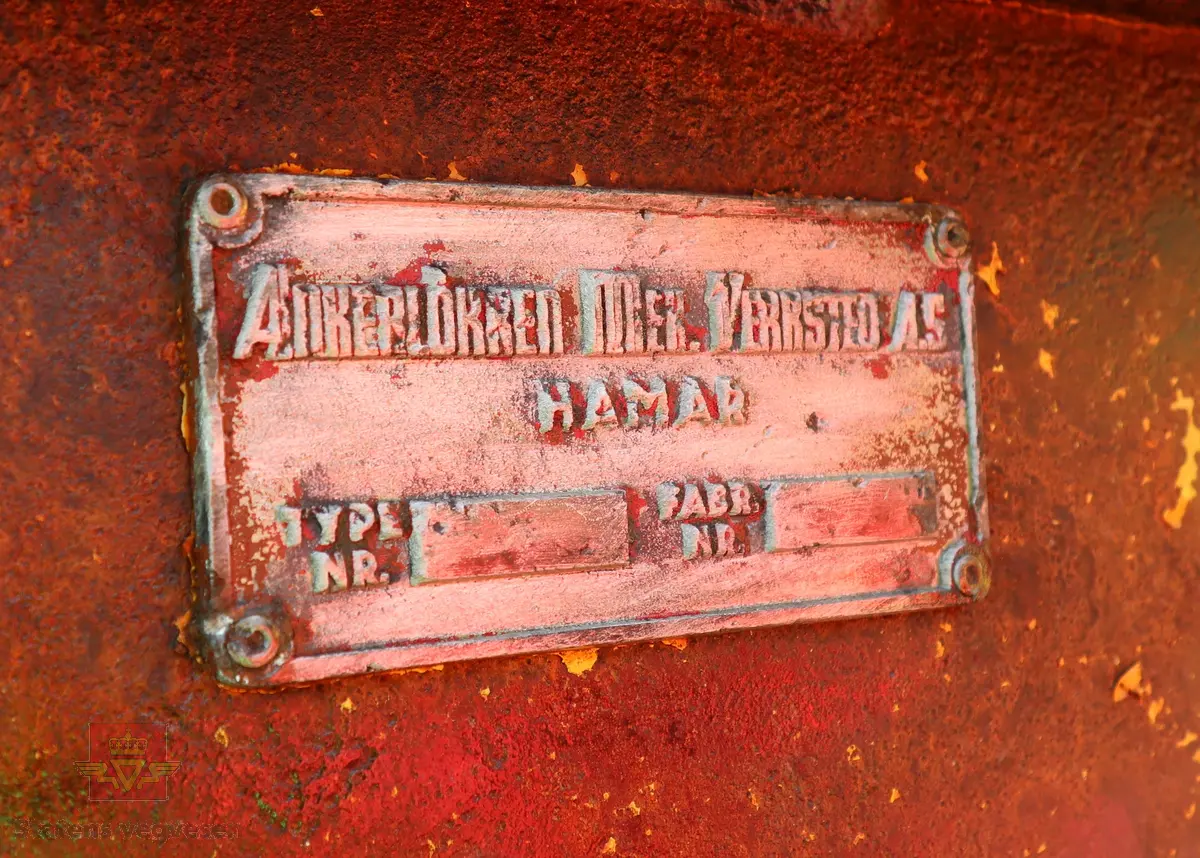 ANKERLØKKEN MEK. VERKSTED A.S
HAMAR
TYPE NR.
FABR. NR.
Statens vegvesen